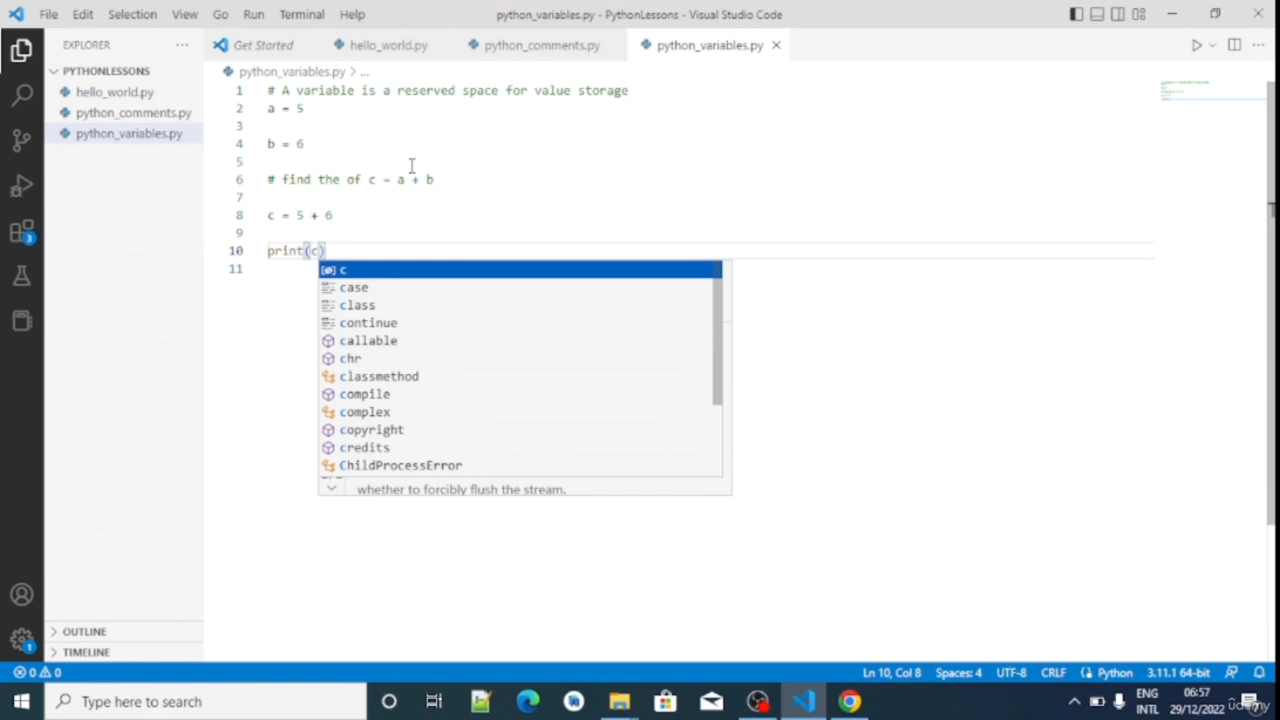 File Edit Selection View Go Run Terminal Help python_variables.py - PythonLessons - Visual Studio Code
EXPLORER ··· Get Started hello_world.py python_comments.py python_variables.py
PYTHONLESSONS
hello_world.py
python_comments.py
python_variables.py
python_variables.py > ...
1 # A variable is a reserved space for value storage
2 a = 5
3
4 b = 6
5
6 # find the of c = a + b
7
8 c = 5 + 6
9
10 print(c)
11
c
case
class
continue
callable
chr
classmethod
compile
complex
copyright
credits
ChildProcessError
whether to forcibly flush the stream.
3
OUTLINE
TIMELINE
1
0 0 Ln 10, Col 8 Spaces: 4 UTF-8 CRLF Python 3.11.1 64-bit
Type here to search
ENG 06:57
INTL 29/12/2022
udemy